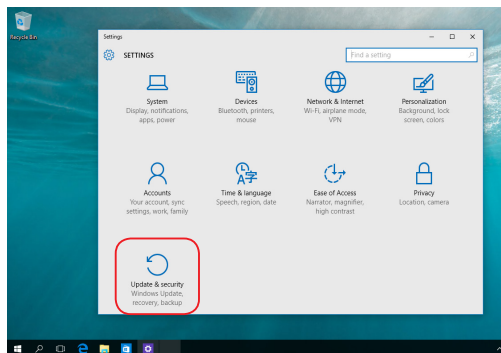 Recycle Bin
Settings
SETTINGS
Find a setting
System
Display, notifications,
apps, power
Devices
Bluetooth, printers,
mouse
Network & Internet
Wi-Fi, airplane mode,
VPN
Personalization
Background, lock
screen, colors
Accounts
Your account, sync
settings, work, family
Time & language
Speech, region, date
Ease of Access
Narrator, magnifier,
high contrast
Privacy
Location, camera
Update & security
Windows Update,
recovery, backup